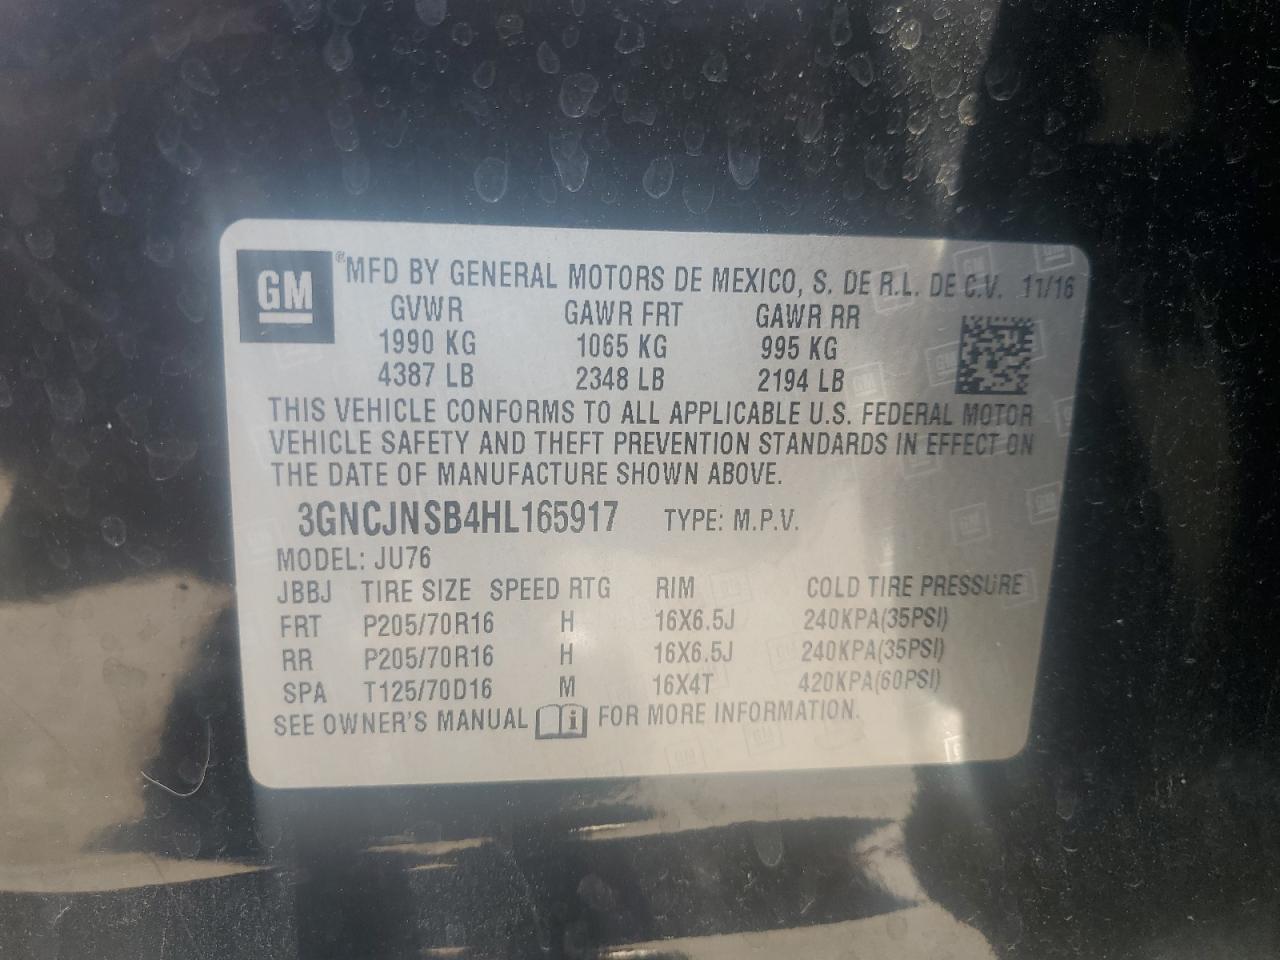 GM
®MFD BY GENERAL MOTORS DE MEXICO, S. DE R.L. DE C.V. 11/16
GVWR GAWR FRT GAWR RR
1990 KG 1065 KG 995 KG
4387 LB 2348 LB 2194 LB
THIS VEHICLE CONFORMS TO ALL APPLICABLE U.S. FEDERAL MOTOR
VEHICLE SAFETY AND THEFT PREVENTION STANDARDS IN EFFECT ON
THE DATE OF MANUFACTURE SHOWN ABOVE.
3GNCJNSB4HL165917 TYPE: M.P.V.
MODEL: JU76
JBBJ TIRE SIZE SPEED RTG RIM COLD TIRE PRESSURE
FRT P205/70R16 H 16X6.5J 240KPA(35PSI)
RR P205/70R16 H 16X6.5J 240KPA(35PSI)
SPA T125/70D16 M 16X4T 420KPA(60PSI)
SEE OWNER'S MANUAL i FOR MORE INFORMATION.